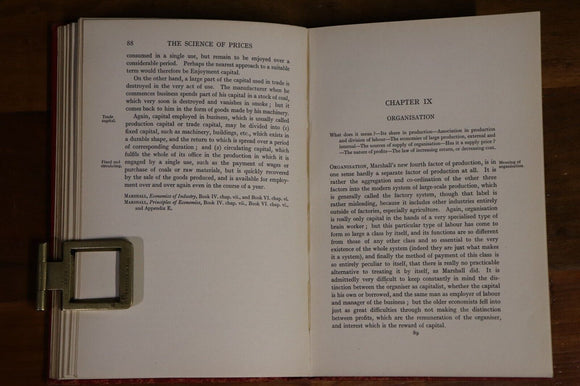 88 THE SCIENCE OF PRICES
consumed in a single use, but remain to be enjoyed over a
considerable period. Perhaps the nearest approach to a suitable
term would therefore be Enjoyment capital.
On the other hand, a large part of the capital used in trade is
destroyed in the very act of use. The manufacturer when he
commences business spends part of his capital in a stock of coal,
which very soon is destroyed and vanishes in smoke; but it
comes back to him in the form of goods made by his machinery.
Trade
capital.
Again, capital employed in business, which is usually called
production capital or trade capital, may be divided into (1)
fixed capital, such as machinery, buildings, etc., which exist in
a durable shape, and the return to which is spread over a period
of corresponding duration; and (2) circulating capital, which
Fixed and
circulating.
fulfils the whole of its office in the production in which it is
engaged by a single use, such as the payment of wages or
purchase of coals or raw materials, but which is quickly recovered
by the sale of the goods produced, and is available for employment
over and over again even in the course of a year.
MARSHALL, Economics of Industry, Book IV. chap. vii., and Book VI. chap. vi.
MARSHALL, Principles of Economics, Book IV. chap. vii., Book VI. chap. vi.,
and Appendix E.
CHAPTER IX
ORGANISATION
What does it mean?—Its share in production—Association in production
and division of labour—The economies of large production, external and
internal—The sources of supply of organisation—Has it a supply price?
—The nature of profits—The law of increasing returns, or decreasing cost.
Meaning of
organisation.
ORGANISATION, Marshall's new fourth factor of production, is in
one sense hardly a separate factor of production at all. It is
rather the aggregation and co-ordination of the other three
factors into the modern system of large-scale production, which
is generally called the factory system, though that label is
rather misleading, because it includes other industries entirely
outside of factories, especially agriculture. Again, organisation
is usually only capital in the hands of a very specialised type of
brain worker; but this particular type of labour has come to
form so large a class by itself, and its functions are so different
from those of any other class and so essential to the very
existence of the whole system (indeed they are just what makes
it a system), and finally the method of payment of this class is
so entirely peculiar to itself, that there is really no practicable
alternative to treating it by itself, as Marshall did. It is
admittedly very difficult to keep constantly in mind the distinction
between the organiser as capitalist, whether the capital
is his own or borrowed, and the same man as employer of labour
and manager of the business; but the older economists fell into
just as great difficulties through not making the distinction
between profits, which are the remuneration of the organiser,
and interest which is the reward of capital.
89